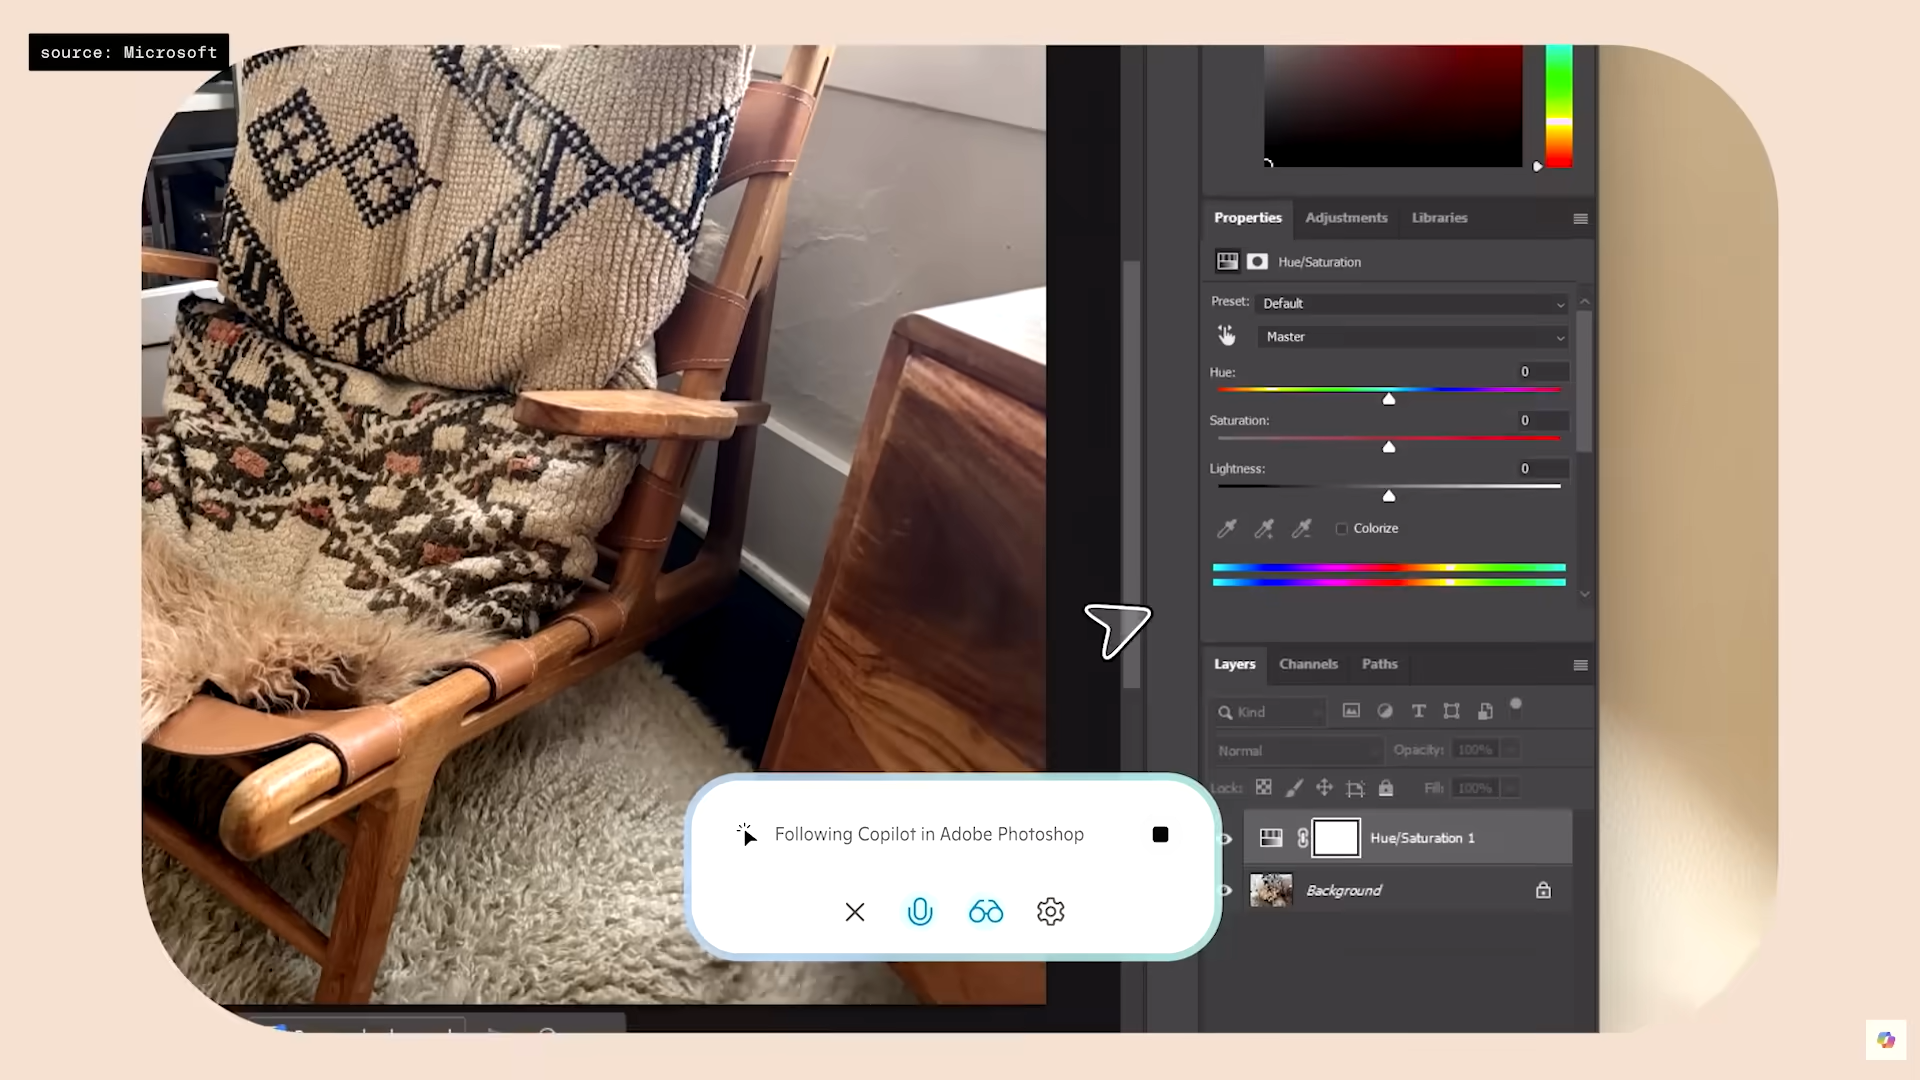 source: Microsoft
Properties Adjustments Libraries
Hue/Saturation
Preset: Default
Master
Hue: 0
Saturation: 0
Lightness: 0
Colorize
Layers Channels Paths
Kind
Normal Opacity: 100%
Lock: Fill: 100%
Following Copilot in Adobe Photoshop
Hue/Saturation 1
Background